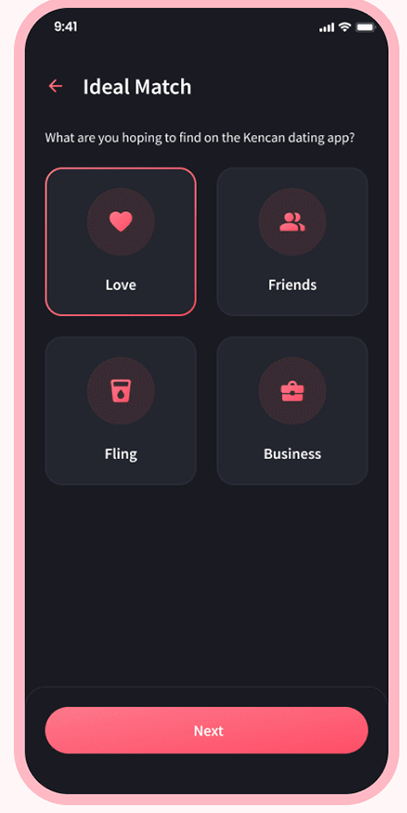 9:41
Ideal Match
What are you hoping to find on the Kencan dating app?
Love
Friends
Fling
Business
Next